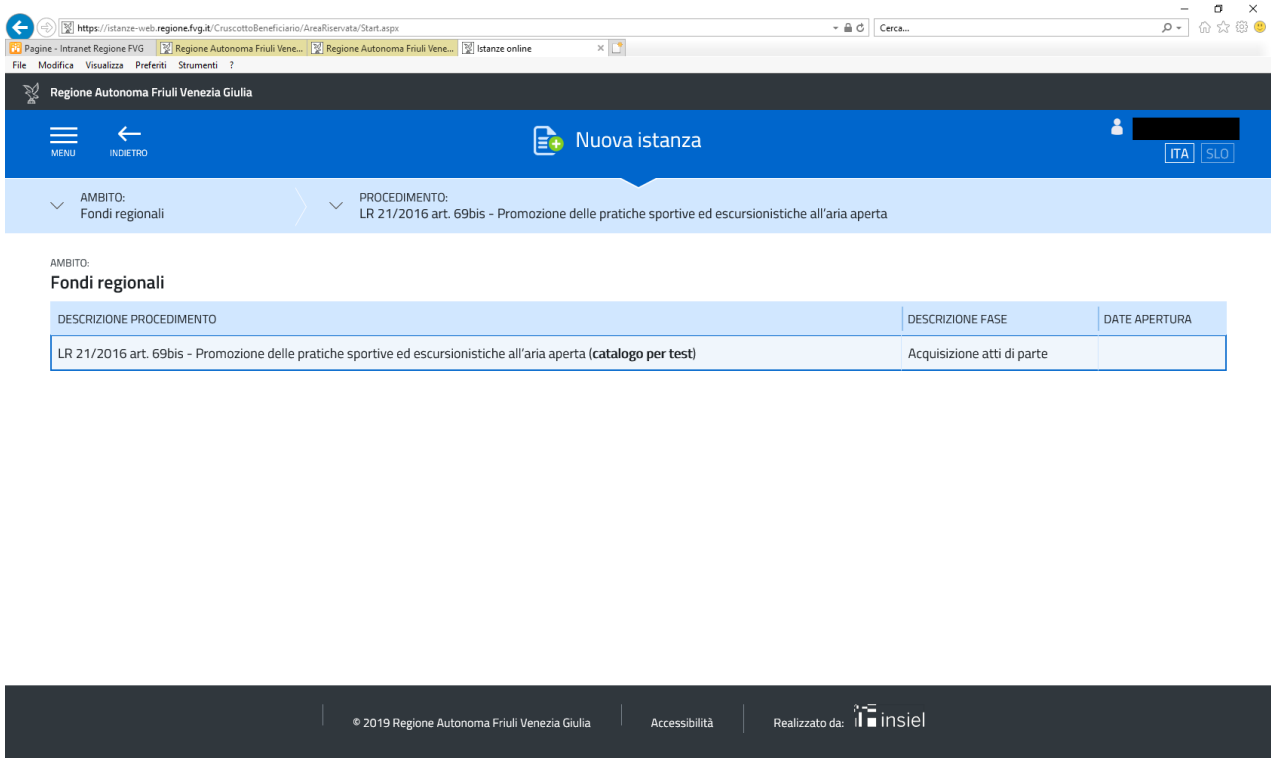 https://istanze-web.regione.fvg.it/CruscottoBeneficiario/AreaRiservata/Start.aspx
Cerca...
Pagine - Intranet Regione FVG
Regione Autonoma Friuli Vene...
Regione Autonoma Friuli Vene...
Istanze online
File Modifica Visualizza Preferiti Strumenti ?
Regione Autonoma Friuli Venezia Giulia
MENU
INDIETRO
Nuova istanza
ITA SLO
AMBITO:
Fondi regionali
PROCEDIMENTO:
LR 21/2016 art. 69bis - Promozione delle pratiche sportive ed escursionistiche all'aria aperta
AMBITO:
Fondi regionali
DESCRIZIONE PROCEDIMENTO DESCRIZIONE FASE DATE APERTURA
LR 21/2016 art. 69bis - Promozione delle pratiche sportive ed escursionistiche all'aria aperta (catalogo per test) Acquisizione atti di parte
© 2019 Regione Autonoma Friuli Venezia Giulia Accessibilità Realizzato da: insiel